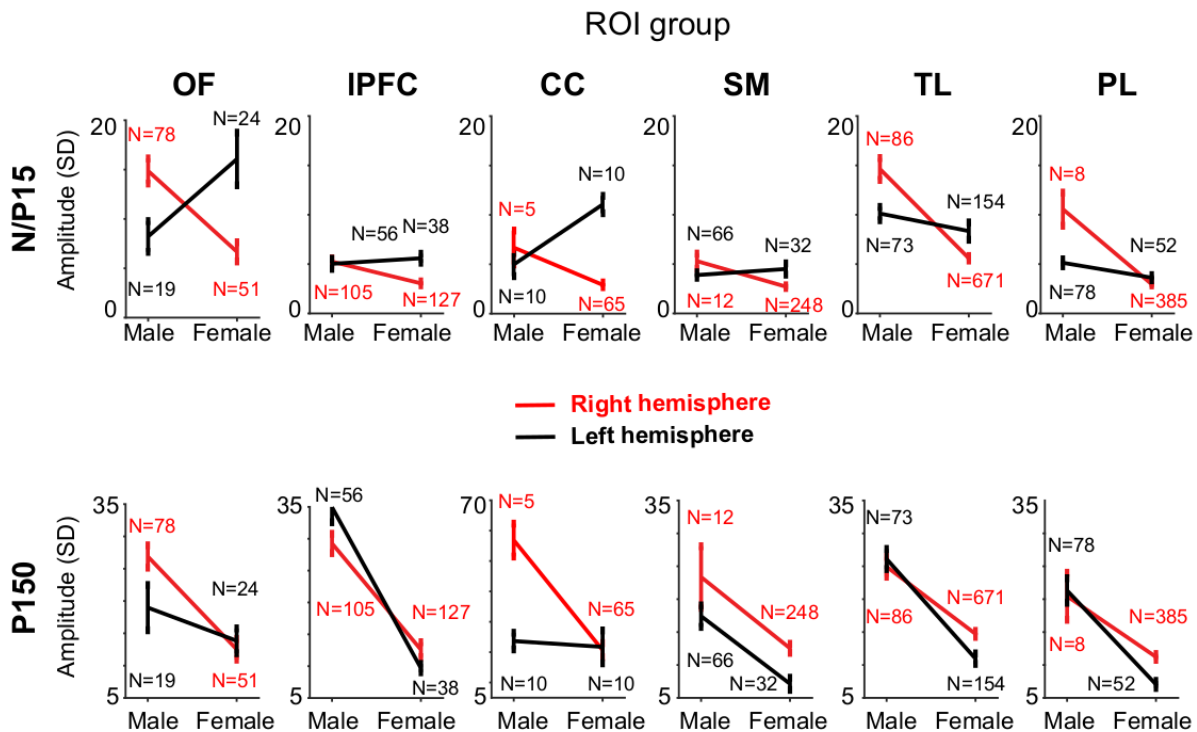 ROI group
OF IPFC CC SM TL PL
N/P15
Amplitude (SD)
20 20 20 20 20 20
N=78 N=24 N=56 N=38 N=5 N=10 N=66 N=32 N=86 N=154 N=8 N=52
N=19 N=51 N=105 N=127 N=10 N=65 N=12 N=248 N=73 N=671 N=78 N=385
0 0 0 0 0 0
Male Female Male Female Male Female Male Female Male Female Male Female
Right hemisphere
Left hemisphere
P150
Amplitude (SD)
35 35 70 35 35 35
N=78 N=24 N=56 N=127 N=5 N=65 N=12 N=248 N=73 N=671 N=78 N=385
N=19 N=51 N=105 N=38 N=10 N=10 N=66 N=32 N=86 N=154 N=8 N=52
5 5 5 5 5 5
Male Female Male Female Male Female Male Female Male Female Male Female